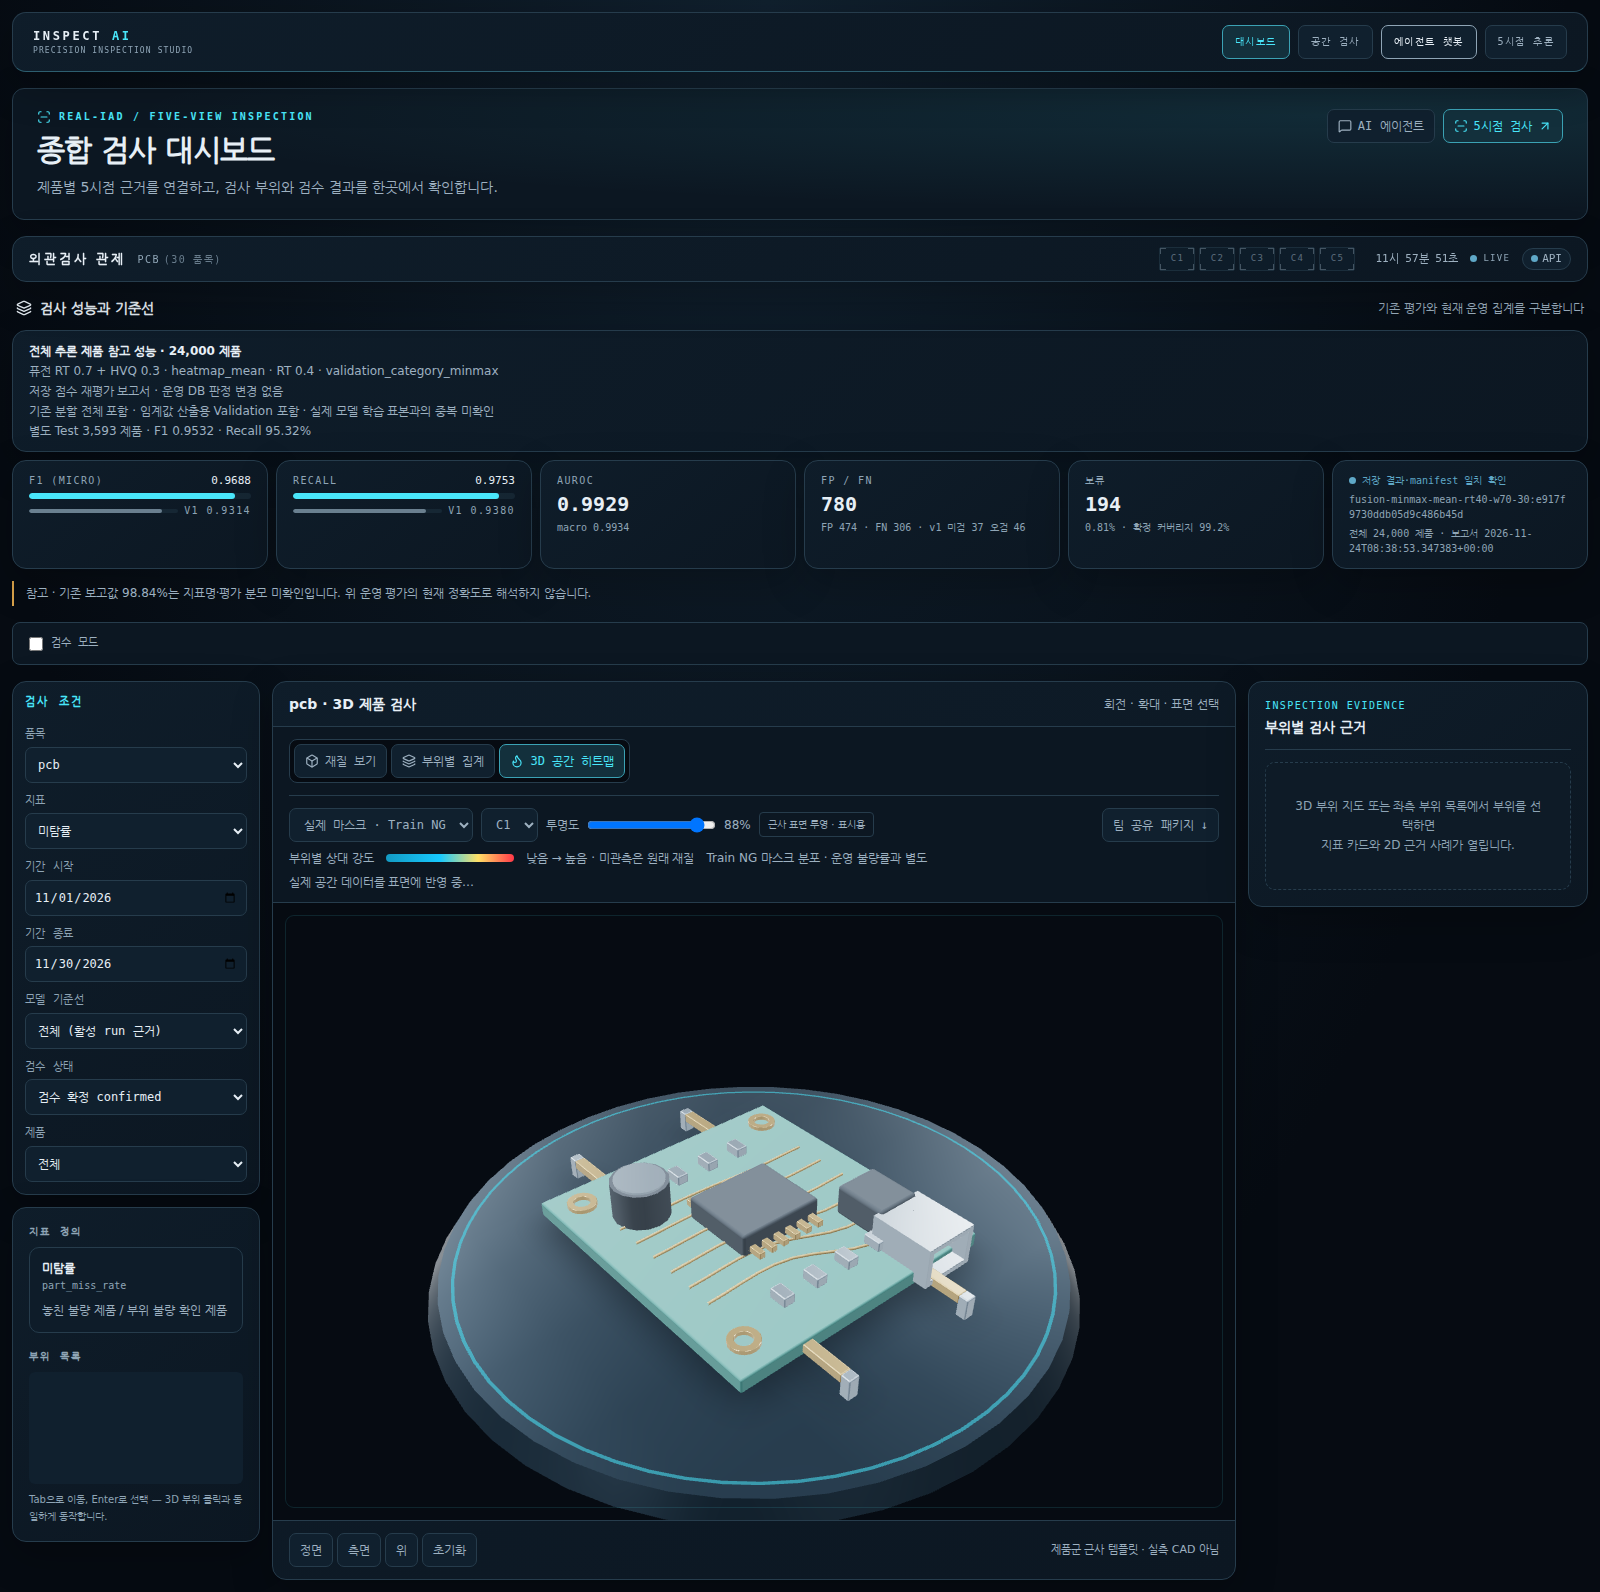 INSPECT AI
PRECISION INSPECTION STUDIO
대시보드
공간 검사
에이전트 챗봇
5시점 추론
REAL-IAD / FIVE-VIEW INSPECTION
종합 검사 대시보드
제품별 5시점 근거를 연결하고, 검사 부위와 검수 결과를 한곳에서 확인합니다.
AI 에이전트
5시점 검사
외관검사 관제 PCB (30 품목)
C1
C2
C3
C4
C5
11시 57분 51초
LIVE
API
검사 성능과 기준선
기존 평가와 현재 운영 집계를 구분합니다
전체 추론 제품 참고 성능 · 24,000 제품
퓨전 RT 0.7 + HVQ 0.3 · heatmap_mean · RT 0.4 · validation_category_minmax
저장 점수 재평가 보고서 · 운영 DB 판정 변경 없음
기존 분할 전체 포함 · 임계값 산출용 Validation 포함 · 실제 모델 학습 표본과의 중복 미확인
별도 Test 3,593 제품 · F1 0.9532 · Recall 95.32%
F1 (MICRO) 0.9688
V1 0.9314
RECALL 0.9753
V1 0.9380
AUROC
0.9929
macro 0.9934
FP / FN
780
FP 474 · FN 306 · v1 미검 37 오검 46
보류
194
0.81% · 확정 커버리지 99.2%
저장 결과·manifest 일치 확인
fusion-minmax-mean-rt40-w70-30:e917f
9730ddb05d9c486b45d
전체 24,000 제품 · 보고서 2026-11-
24T08:38:53.347383+00:00
참고 · 기존 보고값 98.84%는 지표명·평가 분모 미확인입니다. 위 운영 평가의 현재 정확도로 해석하지 않습니다.
검수 모드
검사 조건
품목
pcb
지표
미탐률
기간 시작
11/01/2026
기간 종료
11/30/2026
모델 기준선
전체 (활성 run 근거)
검수 상태
검수 확정 confirmed
제품
전체
지표 정의
미탐률
part_miss_rate
놓친 불량 제품 / 부위 불량 확인 제품
부위 목록
Tab으로 이동, Enter로 선택 — 3D 부위 클릭과 동
일하게 동작합니다.
pcb · 3D 제품 검사
회전 · 확대 · 표면 선택
재질 보기
부위별 집계
3D 공간 히트맵
실제 마스크 · Train NG
C1
투명도
88%
근사 표면 투영 · 표시용
팀 공유 패키지 ↓
부위별 상대 강도
낮음 → 높음 · 미관측은 원래 재질
Train NG 마스크 분포 · 운영 불량률과 별도
실제 공간 데이터를 표면에 반영 중…
정면
측면
위
초기화
제품군 근사 템플릿 · 실측 CAD 아님
INSPECTION EVIDENCE
부위별 검사 근거
3D 부위 지도 또는 좌측 부위 목록에서 부위를 선
택하면
지표 카드와 2D 근거 사례가 열립니다.